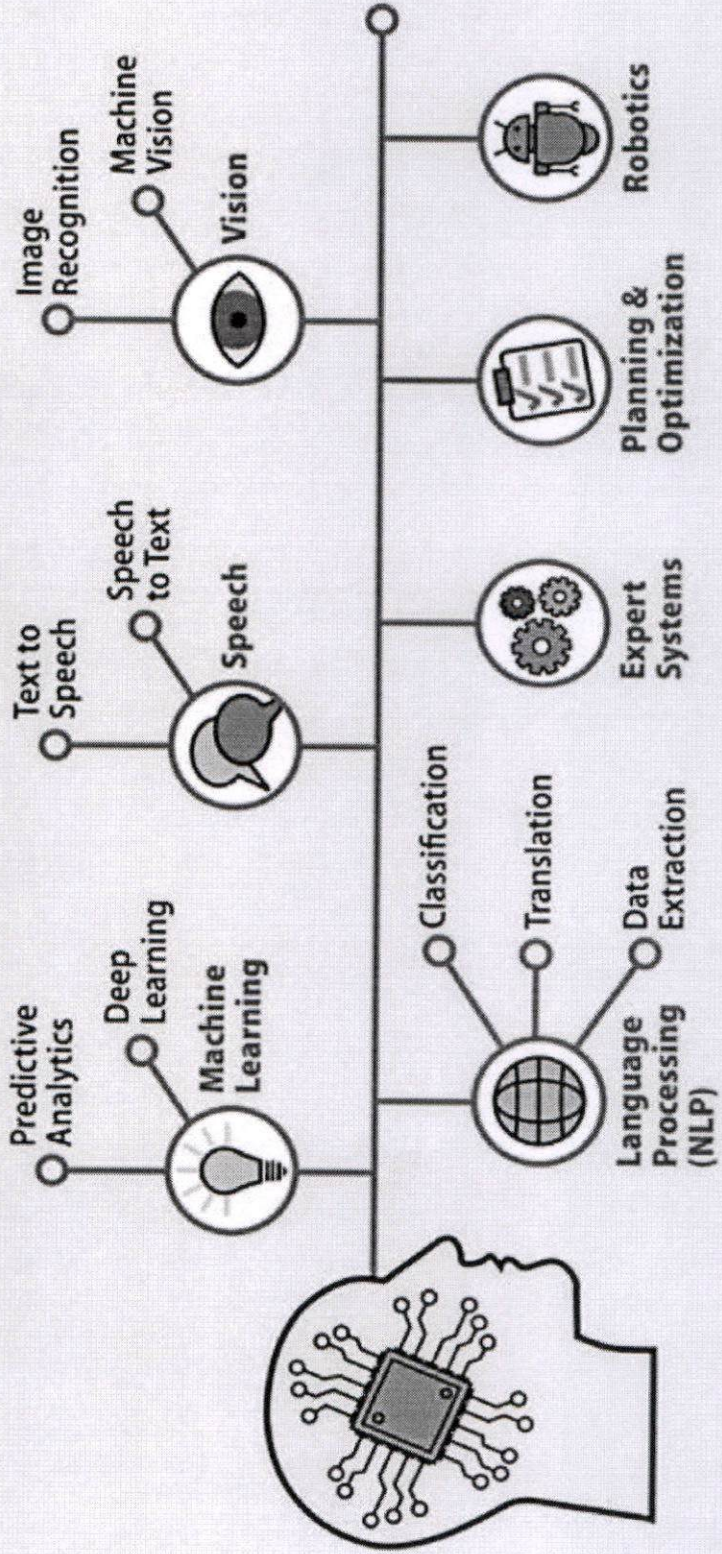 Predictive
Analytics
Deep
Learning
Machine
Learning
Text to
Speech
Speech
to Text
Speech
Image
Recognition
Machine
Vision
Vision
Classification
Translation
Data
Extraction
Language
Processing
(NLP)
Expert
Systems
Planning &
Optimization
Robotics